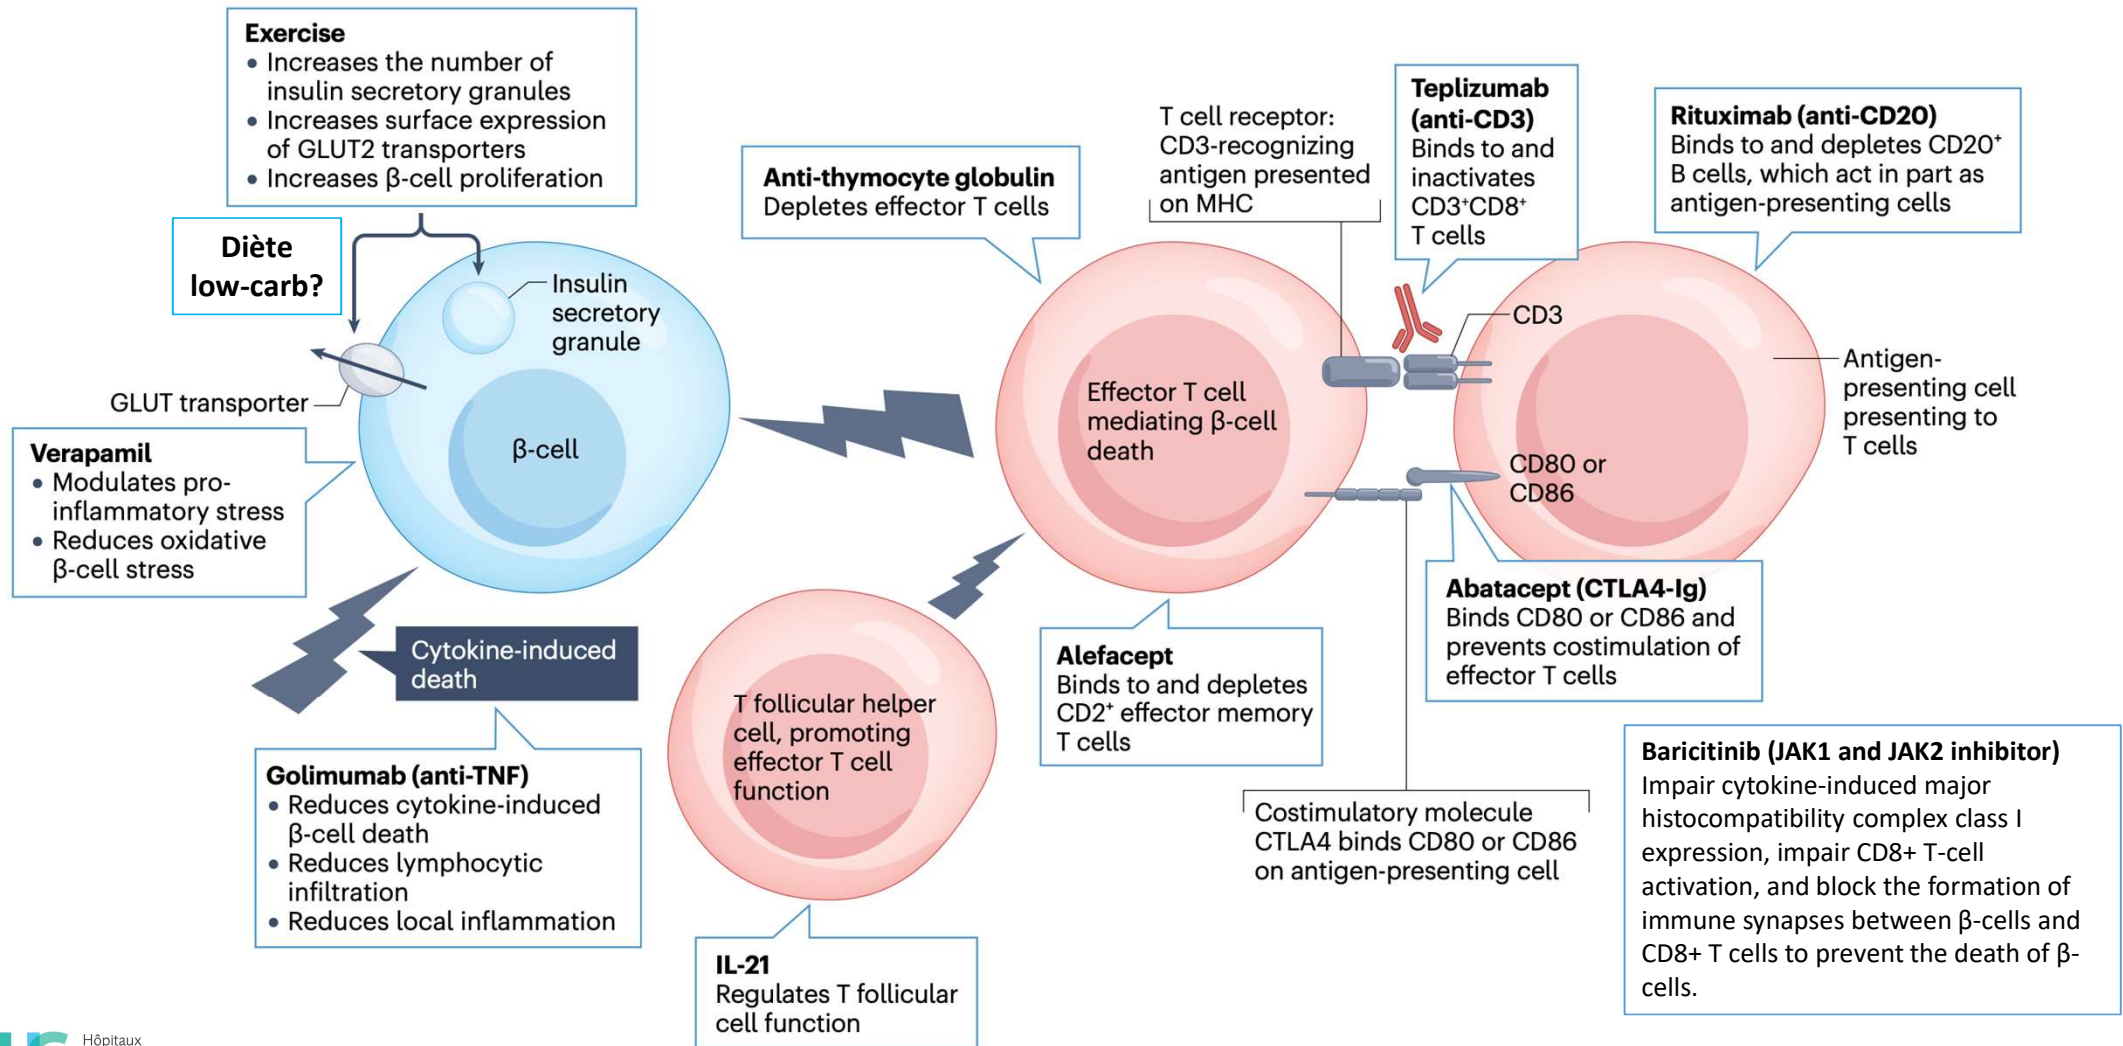 Exercise
• Increases the number of
insulin secretory granules
• Increases surface expression
of GLUT2 transporters
• Increases β-cell proliferation
Diète
low-carb?
Insulin
secretory
granule
GLUT transporter
β-cell
Verapamil
• Modulates pro-
inflammatory stress
• Reduces oxidative
β-cell stress
Cytokine-induced
death
Golimumab (anti-TNF)
• Reduces cytokine-induced
β-cell death
• Reduces lymphocytic
infiltration
• Reduces local inflammation
Anti-thymocyte globulin
Depletes effector T cells
T cell receptor:
CD3-recognizing
antigen presented
on MHC
Teplizumab
(anti-CD3)
Binds to and
inactivates
CD3⁺CD8⁺
T cells
Rituximab (anti-CD20)
Binds to and depletes CD20⁺
B cells, which act in part as
antigen-presenting cells
CD3
Effector T cell
mediating β-cell
death
Antigen-
presenting cell
presenting to
T cells
CD80 or
CD86
Abatacept (CTLA4-Ig)
Binds CD80 or CD86 and
prevents costimulation of
effector T cells
Alefacept
Binds to and depletes
CD2⁺ effector memory
T cells
T follicular helper
cell, promoting
effector T cell
function
Costimulatory molecule
CTLA4 binds CD80 or CD86
on antigen-presenting cell
IL-21
Regulates T follicular
cell function
Baricitinib (JAK1 and JAK2 inhibitor)
Impair cytokine-induced major
histocompatibility complex class I
expression, impair CD8+ T-cell
activation, and block the formation of
immune synapses between β-cells and
CD8+ T cells to prevent the death of β-
cells.
Hôpitaux